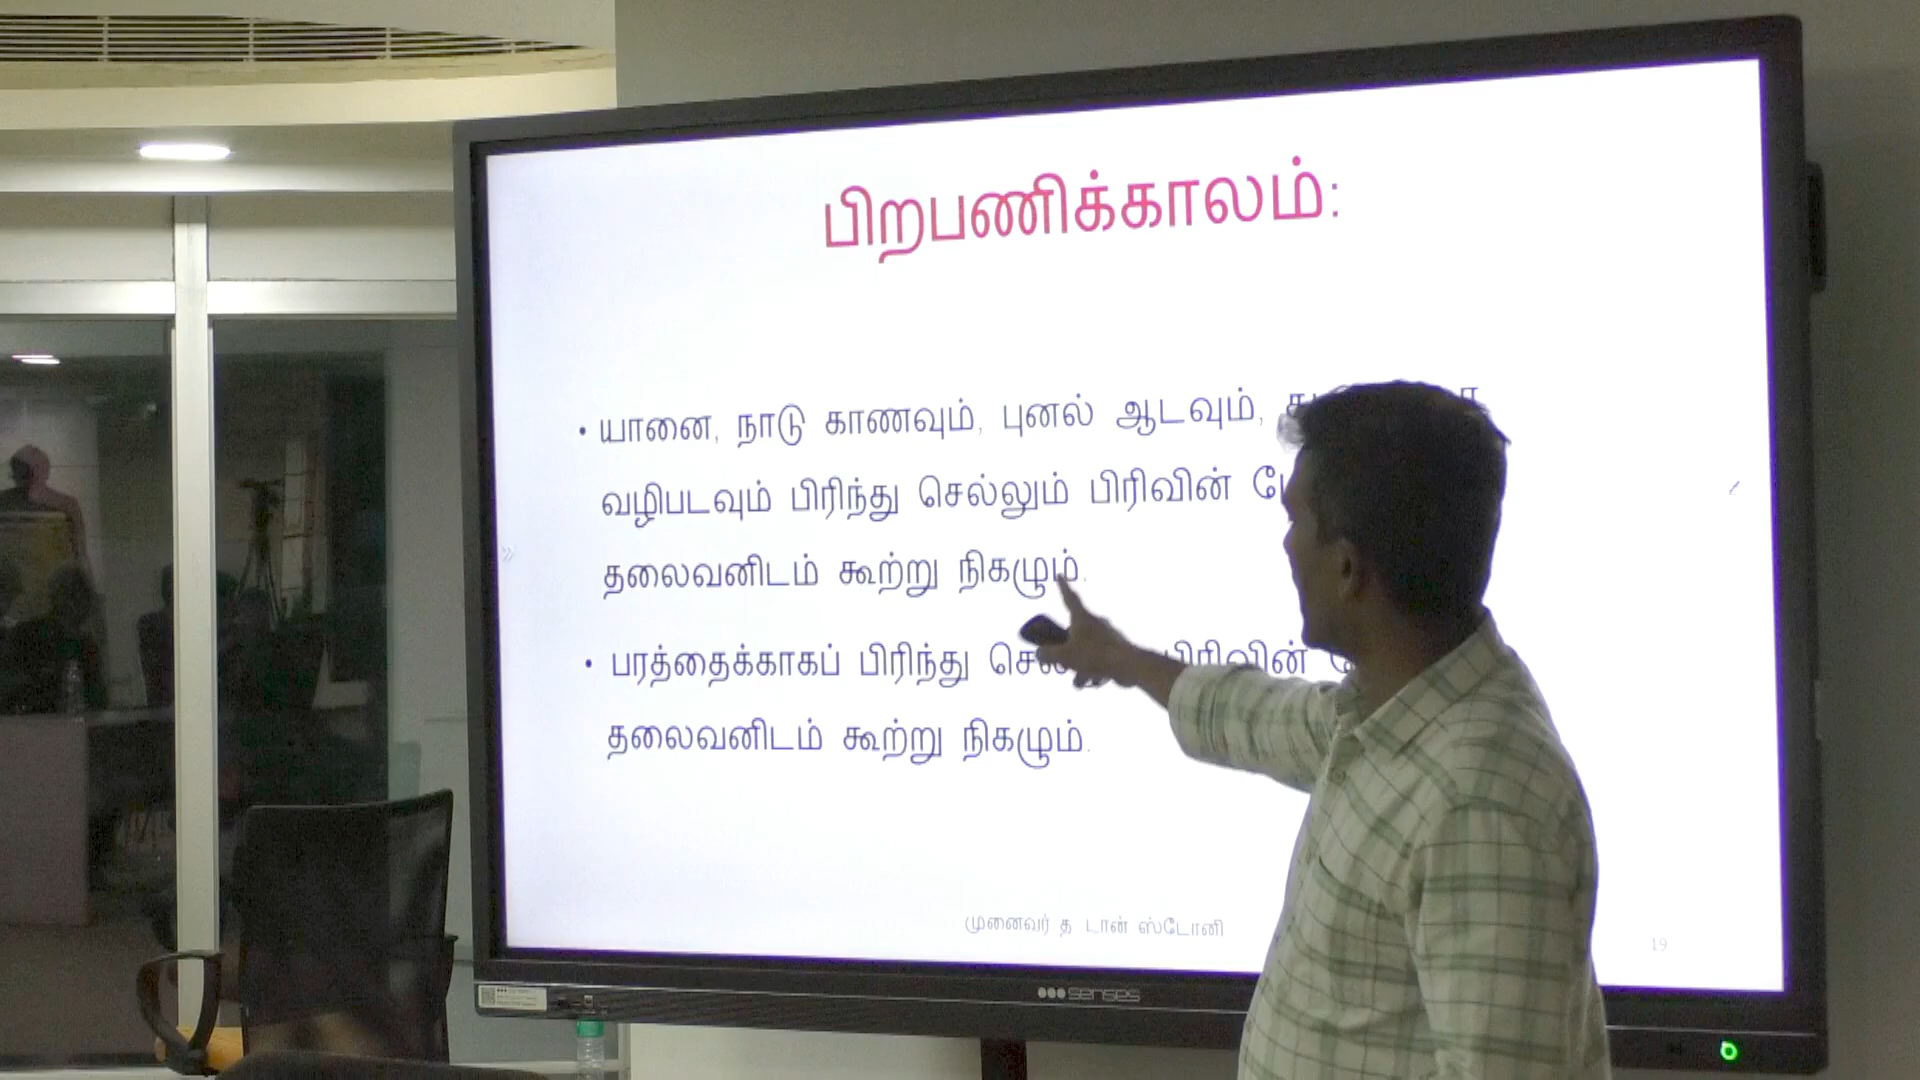 பிறபணிக்காலம்:
• யானை, நாடு காணவும், புனல் ஆடவும்,
வழிபடவும் பிரிந்து செல்லும் பிரிவின்
தலைவனிடம் கூற்று நிகழும்.
• பரத்தைக்காகப் பிரிந்து பிரிவின்
தலைவனிடம் கூற்று நிகழும்.
முனைவர் த டான் ஸ்டோனி
19
senses